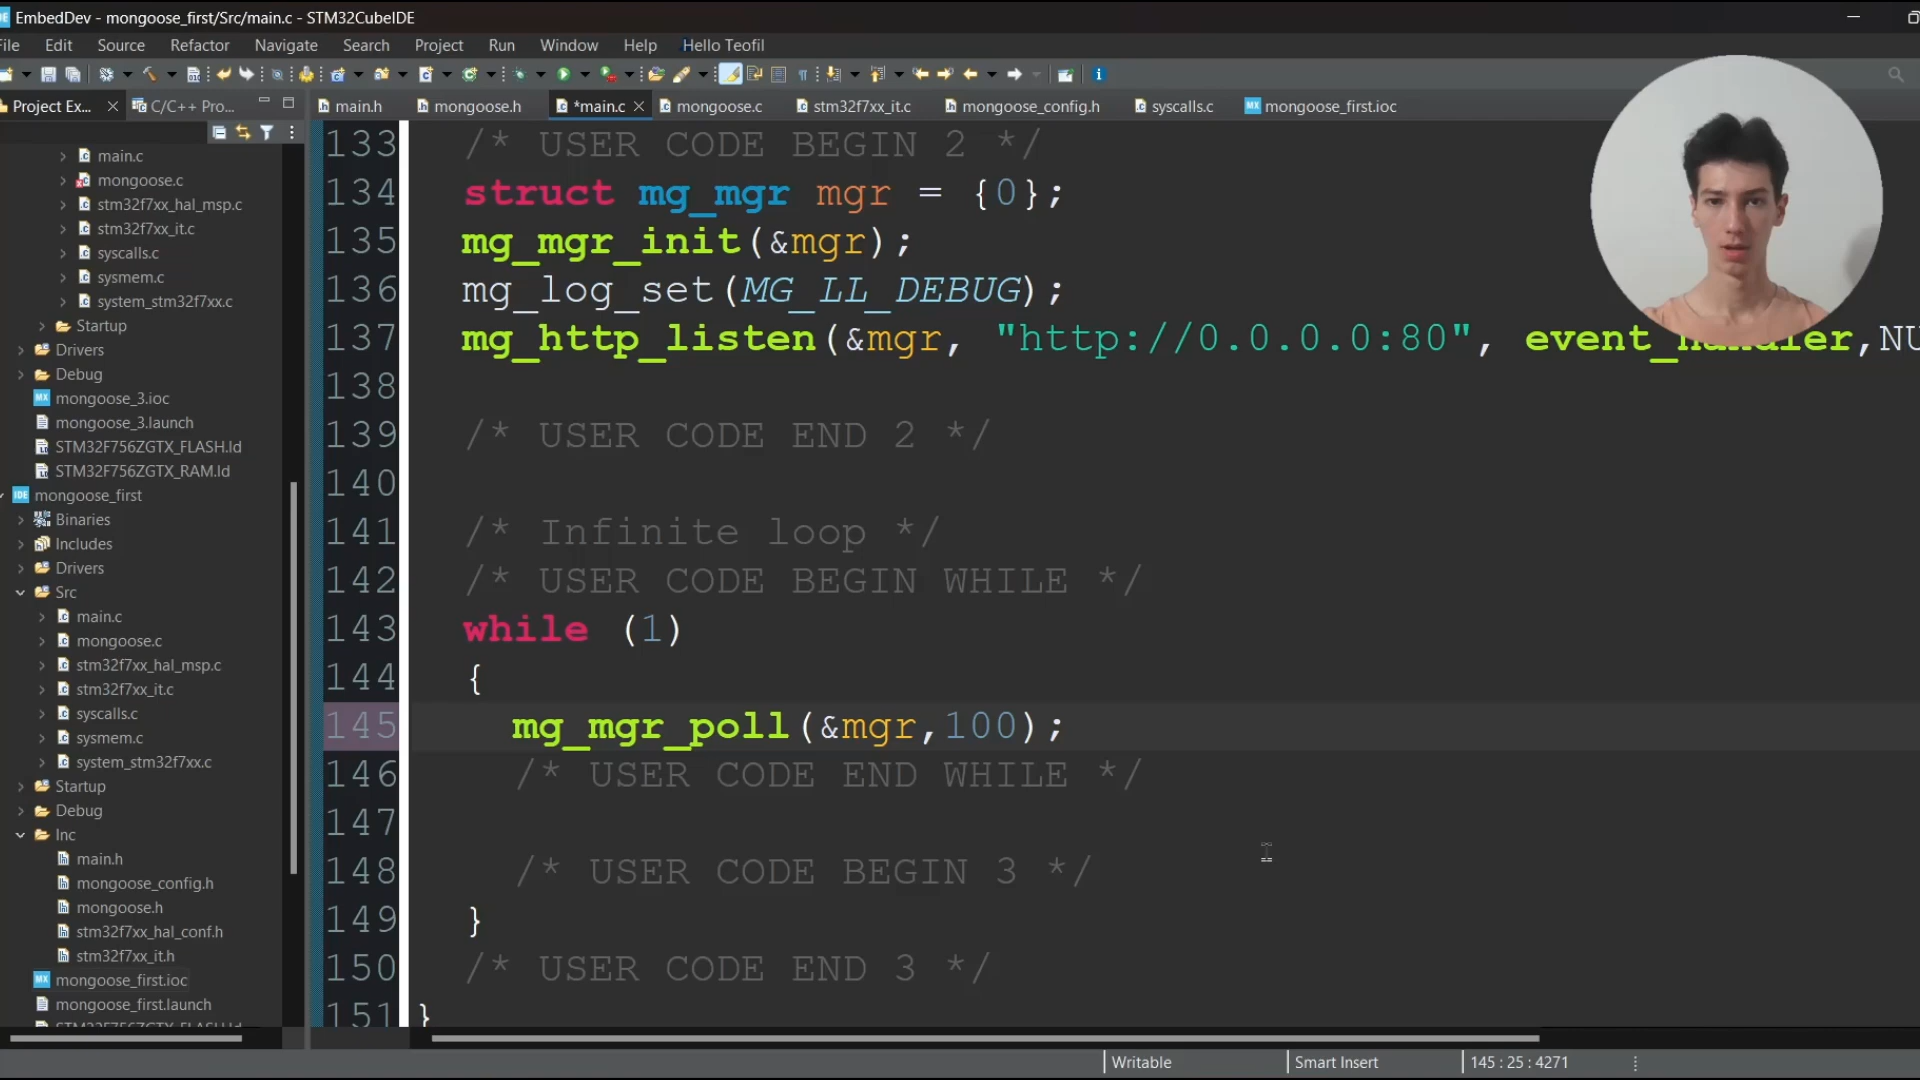 EmbedDev - mongoose_first/Src/main.c - STM32CubeIDE
File Edit Source Refactor Navigate Search Project Run Window Help Hello Teofil
Project Ex... C/C++ Pro...
main.h mongoose.h *main.c mongoose.c stm32f7xx_it.c mongoose_config.h syscalls.c mongoose_first.ioc
main.c
mongoose.c
stm32f7xx_hal_msp.c
stm32f7xx_it.c
syscalls.c
sysmem.c
system_stm32f7xx.c
Startup
Drivers
Debug
mongoose_3.ioc
mongoose_3.launch
STM32F756ZGTX_FLASH.ld
STM32F756ZGTX_RAM.ld
mongoose_first
Binaries
Includes
Drivers
Src
main.c
mongoose.c
stm32f7xx_hal_msp.c
stm32f7xx_it.c
syscalls.c
sysmem.c
system_stm32f7xx.c
Startup
Debug
Inc
main.h
mongoose_config.h
mongoose.h
stm32f7xx_hal_conf.h
stm32f7xx_it.h
mongoose_first.ioc
mongoose_first.launch
133 /* USER CODE BEGIN 2 */
134 struct mg_mgr mgr = {0};
135 mg_mgr_init(&mgr);
136 mg_log_set(MG_LL_DEBUG);
137 mg_http_listen(&mgr, "http://0.0.0.0:80", event_handler,NU
138
139 /* USER CODE END 2 */
140
141 /* Infinite loop */
142 /* USER CODE BEGIN WHILE */
143 while (1)
144 {
145 mg_mgr_poll(&mgr,100);
146 /* USER CODE END WHILE */
147
148 /* USER CODE BEGIN 3 */
149 }
150 /* USER CODE END 3 */
151 }
Writable Smart Insert 145 : 25 : 4271